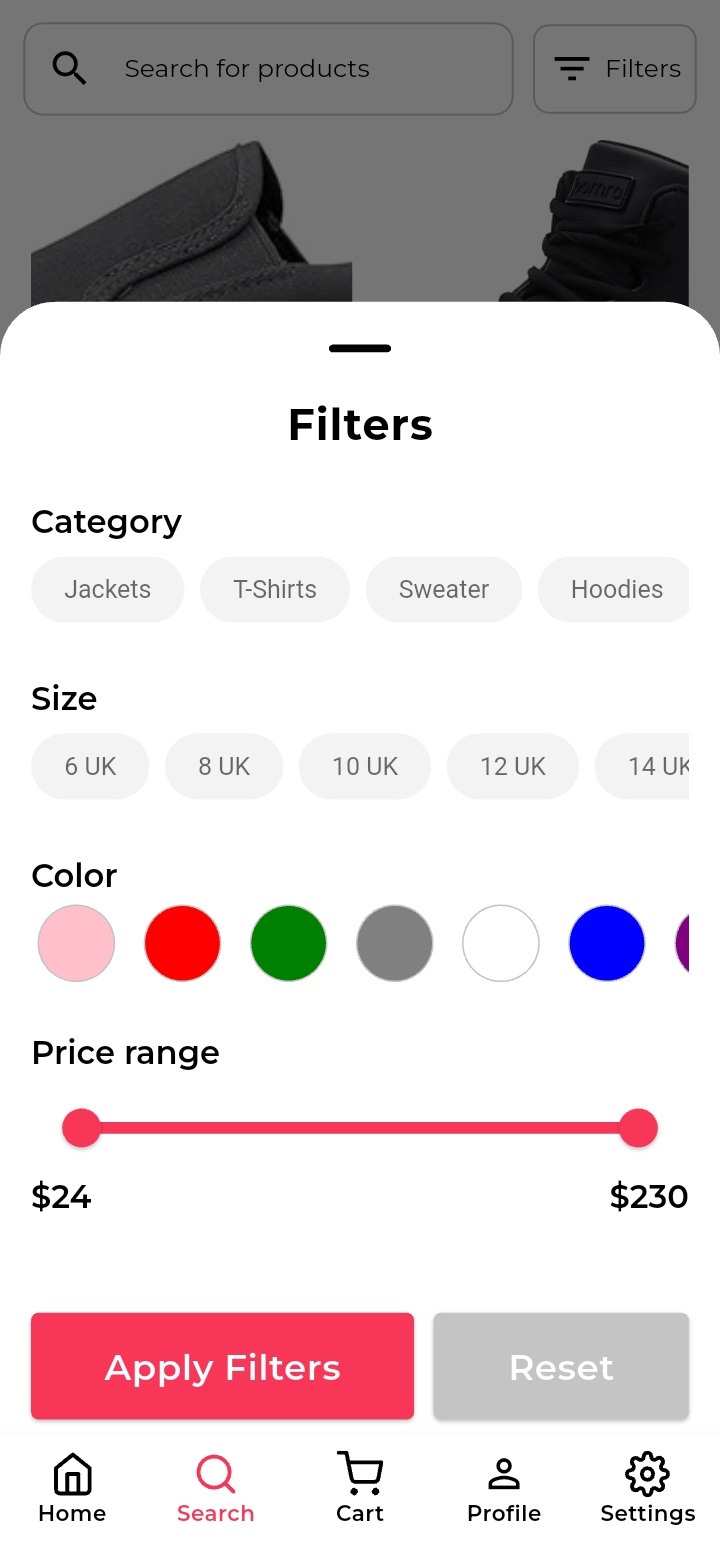 Search for products
Filters
Filters
Category
Jackets T-Shirts Sweater Hoodies
Size
6 UK 8 UK 10 UK 12 UK 14 UK
Color
Price range
$24 $230
Apply Filters Reset
Home Search Cart Profile Settings